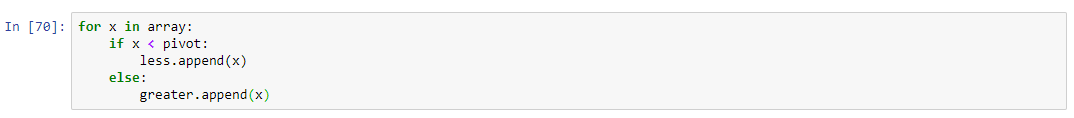 In [70]: for x in array:
    if x < pivot:
        less.append(x)
    else:
        greater.append(x)